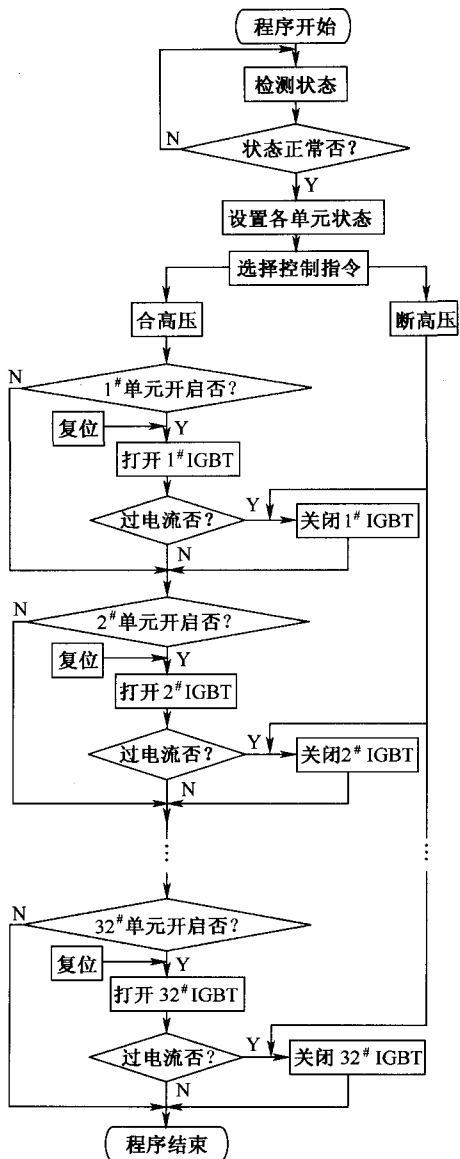 程序开始
检测状态
N
状态正常否?
Y
设置各单元状态
选择控制指令
合高压
断高压
N
1#单元开启否?
复位
Y
打开 1# IGBT
过电流否?
Y
关闭 1# IGBT
N
2#单元开启否?
N
复位
Y
打开2# IGBT
过电流否?
Y
关闭2# IGBT
N
⋮
⋮
N
32#单元开启否?
复位
Y
打开 32# IGBT
过电流否?
Y
关闭 32# IGBT
N
程序结束